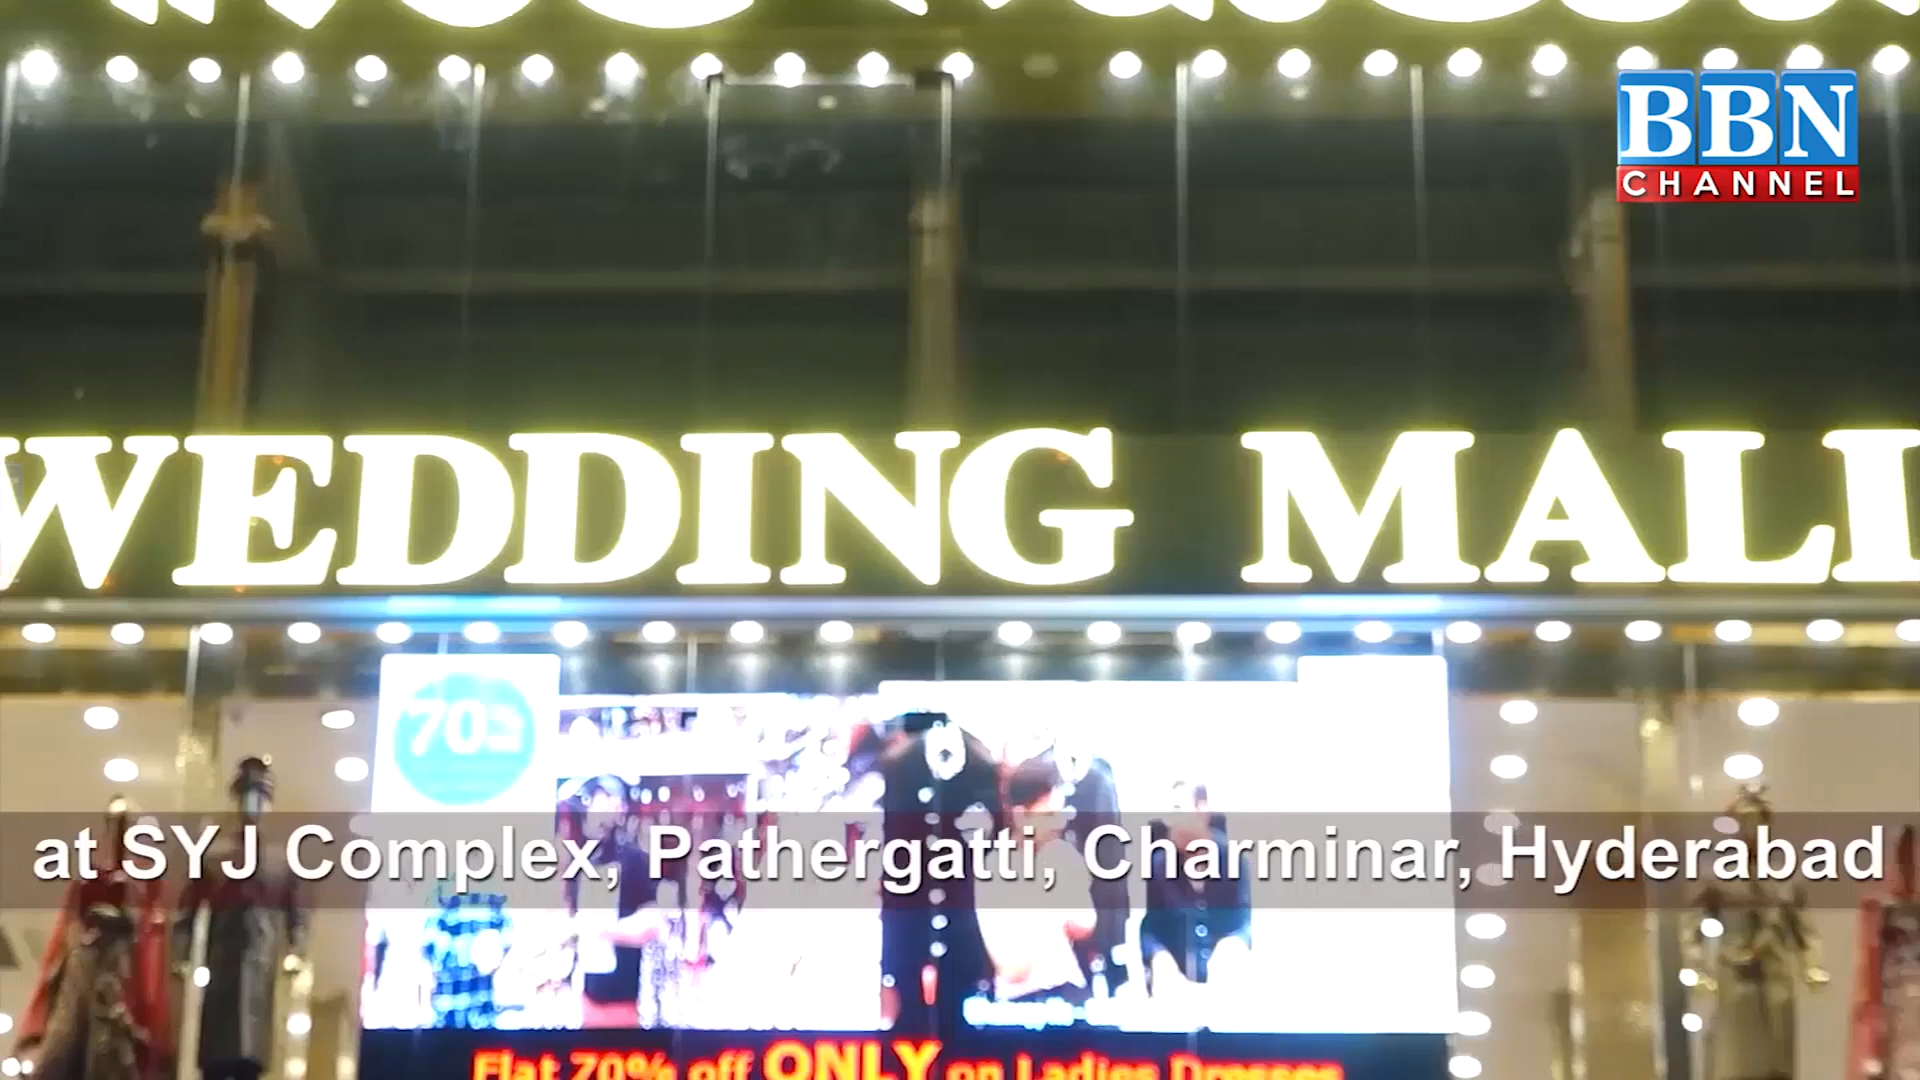 BBN
CHANNEL
WEDDING MALL
70
at SYJ Complex, Pathergatti, Charminar, Hyderabad
Flat 70% off ONLY on Ladies Dresses